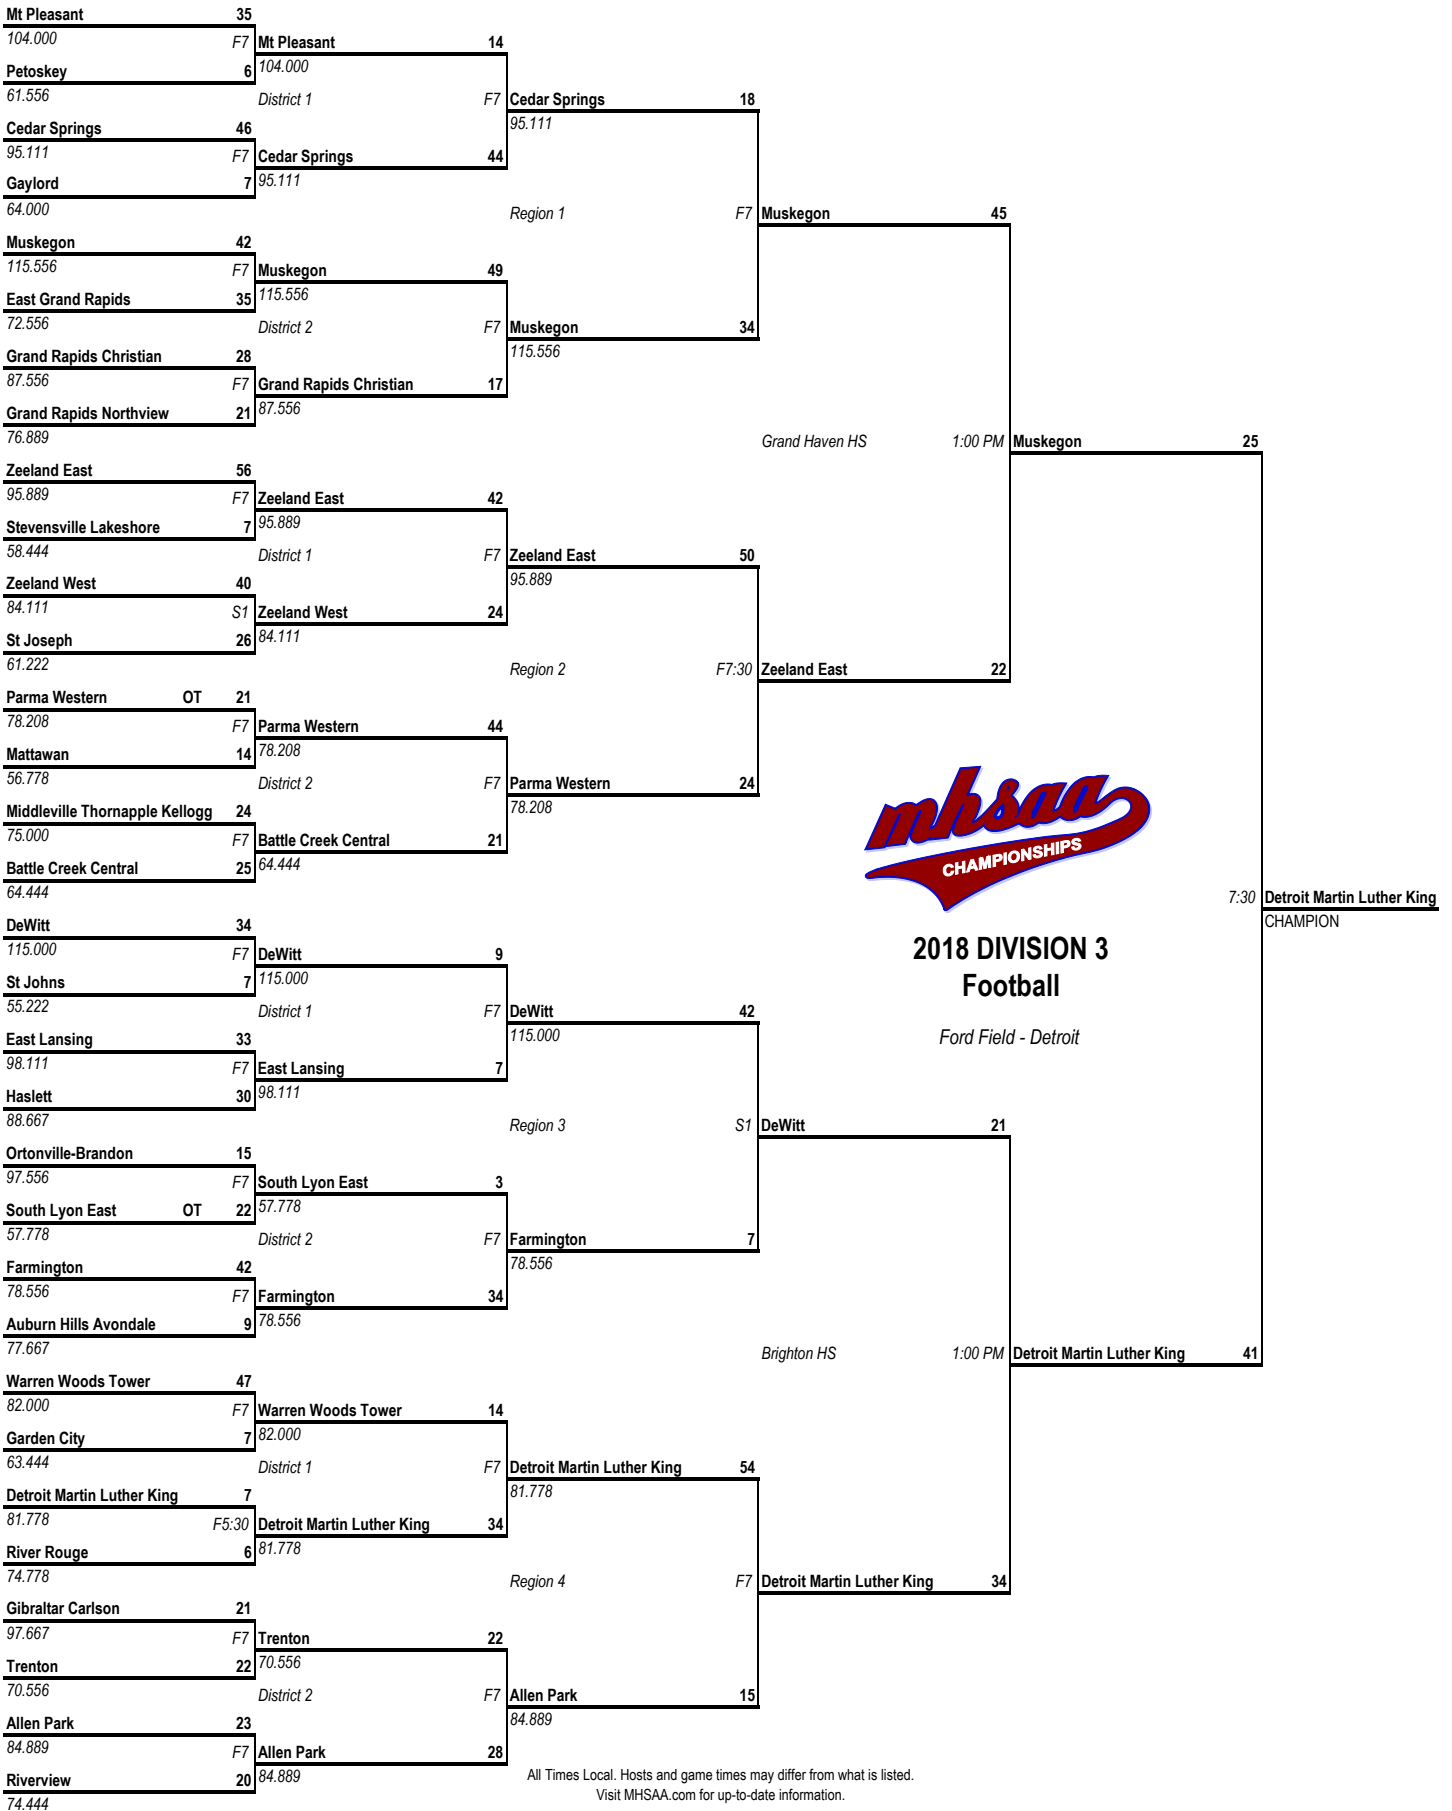 Mt Pleasant 35
104.000 F7
Petoskey 6
61.556
Cedar Springs 46
95.111 F7
Gaylord 7
64.000
Muskegon 42
115.556 F7
East Grand Rapids 35
72.556
Grand Rapids Christian 28
87.556 F7
Grand Rapids Northview 21
76.889
Zeeland East 56
95.889 F7
Stevensville Lakeshore 7
58.444
Zeeland West 40
84.111 S1
St Joseph 26
61.222
Parma Western OT 21
78.208 F7
Mattawan 14
56.778
Middleville Thornapple Kellogg 24
75.000 F7
Battle Creek Central 25
64.444
DeWitt 34
115.000 F7
St Johns 7
55.222
East Lansing 33
98.111 F7
Haslett 30
88.667
Ortonville-Brandon 15
97.556 F7
South Lyon East OT 22
57.778
Farmington 42
78.556 F7
Auburn Hills Avondale 9
77.667
Warren Woods Tower 47
82.000 F7
Garden City 7
63.444
Detroit Martin Luther King 7
81.778 F5:30
River Rouge 6
74.778
Gibraltar Carlson 21
97.667 F7
Trenton 22
70.556
Allen Park 23
84.889 F7
Riverview 20
74.444
Mt Pleasant 14
104.000
District 1 F7
Cedar Springs 44
95.111
Muskegon 49
115.556
District 2 F7
Grand Rapids Christian 17
87.556
Zeeland East 42
95.889
District 1 F7
Zeeland West 24
84.111
Parma Western 44
78.208
District 2 F7
Battle Creek Central 21
64.444
DeWitt 9
115.000
District 1 F7
East Lansing 7
98.111
South Lyon East 3
57.778
District 2 F7
Farmington 34
78.556
Warren Woods Tower 14
82.000
District 1 F7
Detroit Martin Luther King 34
81.778
Trenton 22
70.556
District 2 F7
Allen Park 28
84.889
Cedar Springs 18
95.111
Region 1 F7
Muskegon 34
115.556
Zeeland East 50
95.889
Region 2 F7:30
Parma Western 24
78.208
DeWitt 42
115.000
Region 3 S1
Farmington 7
78.556
Detroit Martin Luther King 54
81.778
Region 4 F7
Allen Park 15
84.889
Muskegon 45
Grand Haven HS 1:00 PM
Zeeland East 22
DeWitt 21
Brighton HS 1:00 PM
Detroit Martin Luther King 34
Muskegon 25
7:30
Detroit Martin Luther King 41
Detroit Martin Luther King
CHAMPION
mhsaa
CHAMPIONSHIPS
2018 DIVISION 3
Football
Ford Field - Detroit
All Times Local. Hosts and game times may differ from what is listed.
Visit MHSAA.com for up-to-date information.